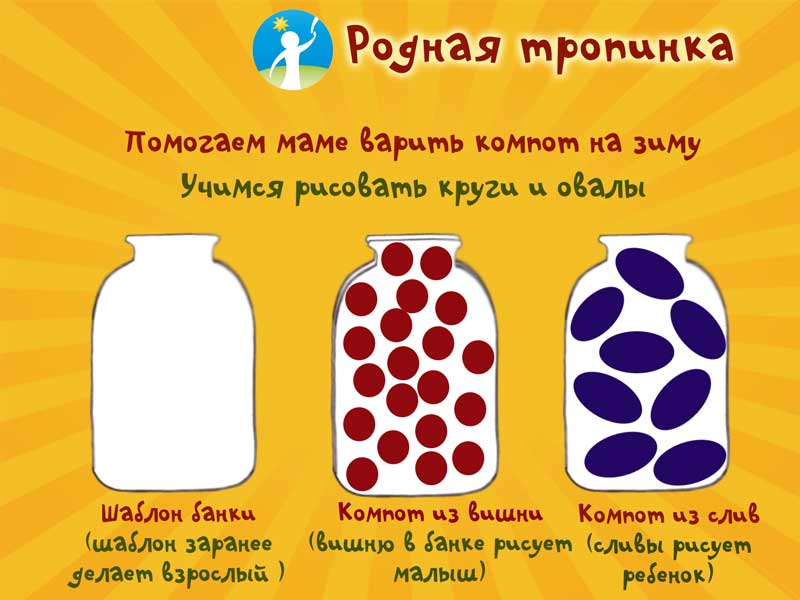 Родная тропинка
Помогаем маме варить компот на зиму
Учимся рисовать круги и овалы
Шаблон банки
(шаблон заранее
делает взрослый )
Компот из вишни
(вишню в банке рисует
малыш)
Компот из слив
(сливы рисует
ребенок)